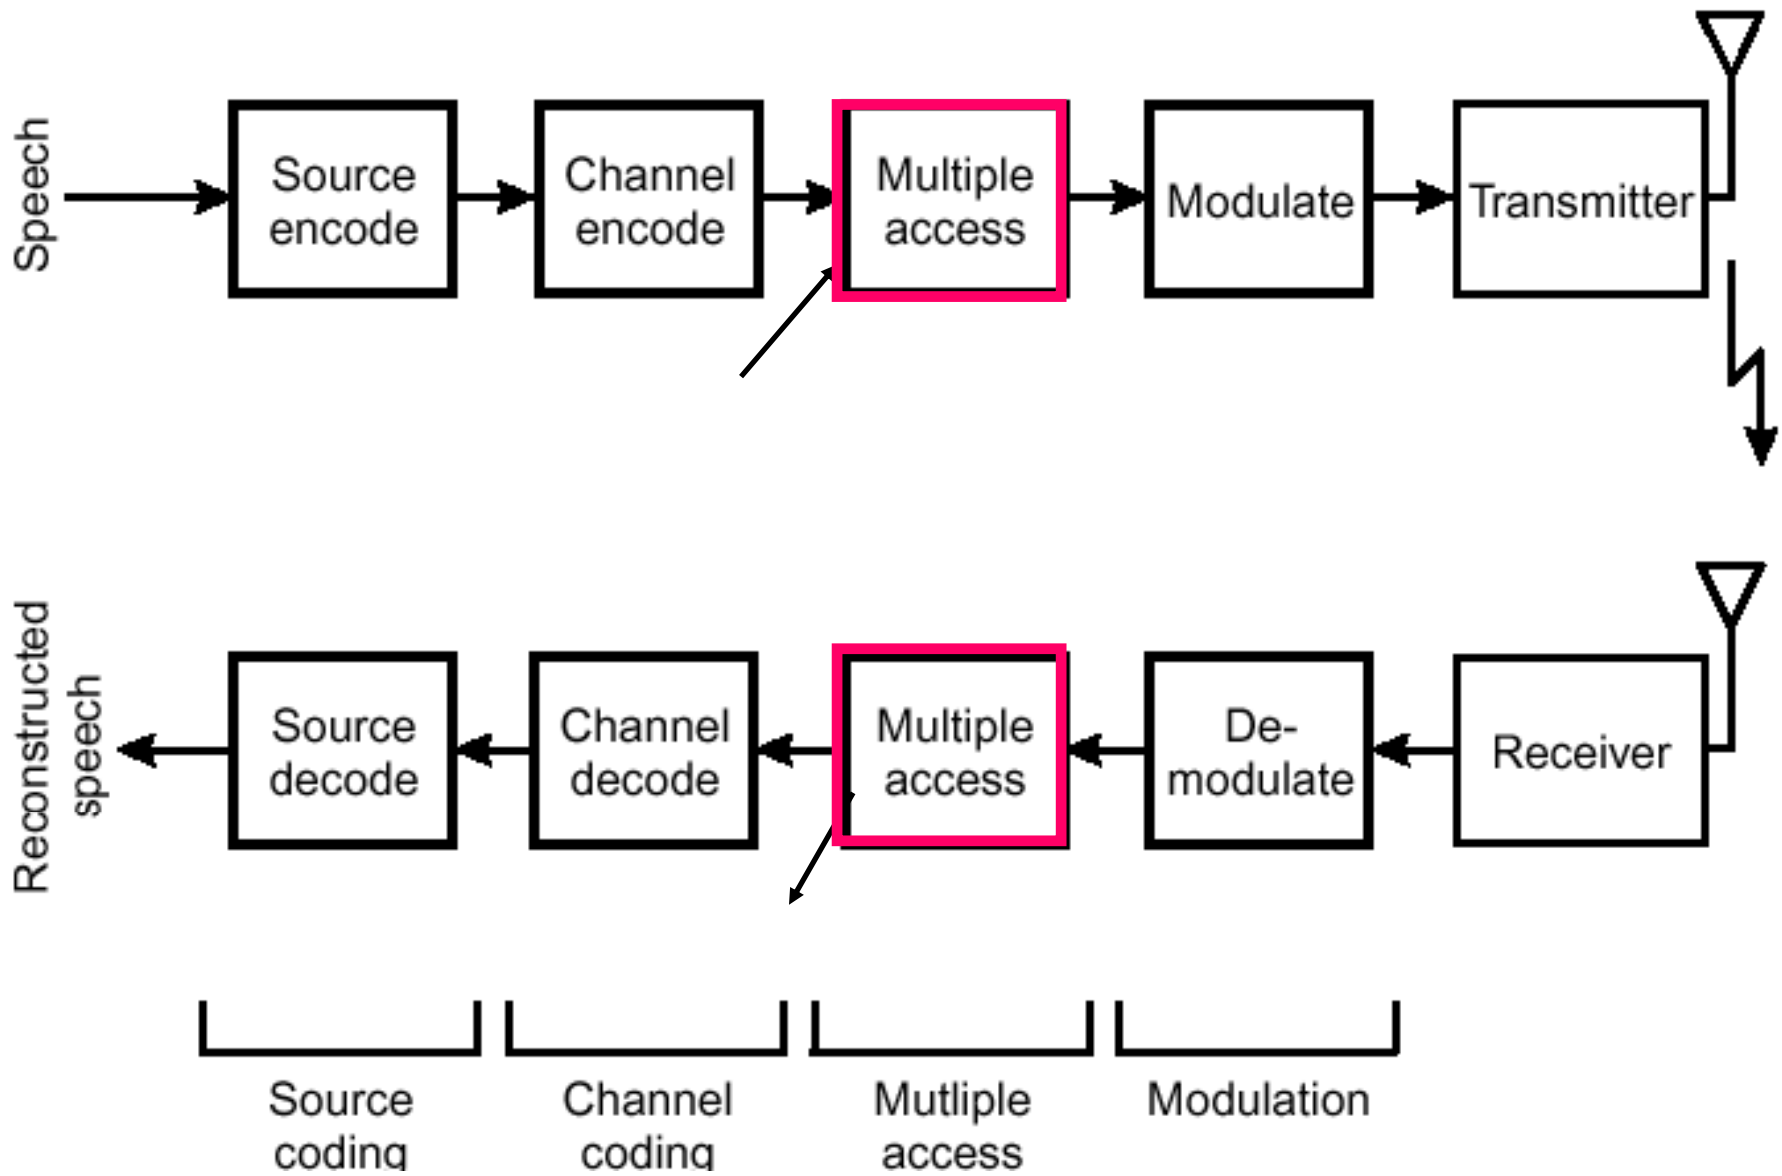 Speech
Source
encode
Channel
encode
Multiple
access
Modulate
Transmitter
Reconstructed
speech
Source
decode
Channel
decode
Multiple
access
De-
modulate
Receiver
Source
coding
Channel
coding
Mutliple
access
Modulation